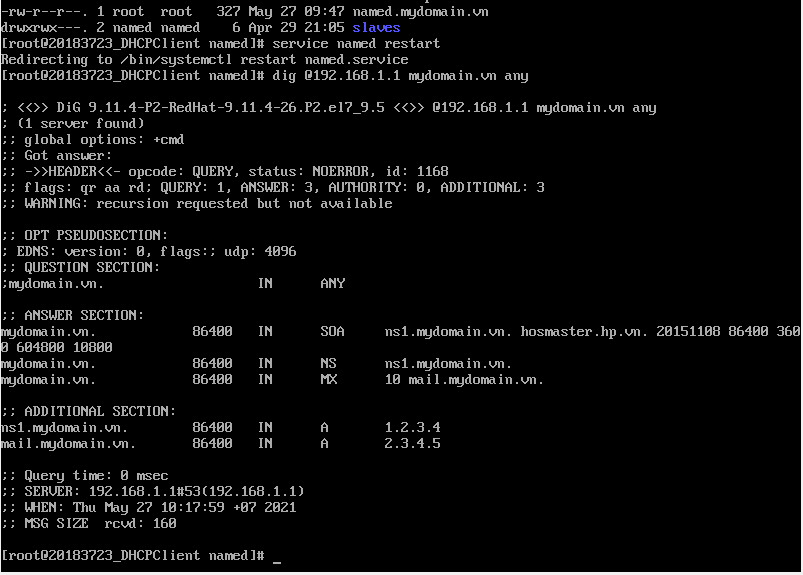 -rw-r--r--. 1 root  root   327 May 27 09:47 named.mydomain.vn
drwxrwx---. 2 named named    6 Apr 29 21:05 slaves
[root@20183723_DHCPClient named]# service named restart
Redirecting to /bin/systemctl restart named.service
[root@20183723_DHCPClient named]# dig @192.168.1.1 mydomain.vn any
; <<>> DiG 9.11.4-P2-RedHat-9.11.4-26.P2.el7_9.5 <<>> @192.168.1.1 mydomain.vn any
; (1 server found)
;; global options: +cmd
;; Got answer:
;; ->>HEADER<<- opcode: QUERY, status: NOERROR, id: 1168
;; flags: qr aa rd; QUERY: 1, ANSWER: 3, AUTHORITY: 0, ADDITIONAL: 3
;; WARNING: recursion requested but not available
;; OPT PSEUDOSECTION:
; EDNS: version: 0, flags:; udp: 4096
;; QUESTION SECTION:
;mydomain.vn.                   IN      ANY
;; ANSWER SECTION:
mydomain.vn.            86400   IN      SOA     ns1.mydomain.vn. hosmaster.hp.vn. 20151108 86400 360
0 604800 10800
mydomain.vn.            86400   IN      NS      ns1.mydomain.vn.
mydomain.vn.            86400   IN      MX      10 mail.mydomain.vn.
;; ADDITIONAL SECTION:
ns1.mydomain.vn.        86400   IN      A       1.2.3.4
mail.mydomain.vn.       86400   IN      A       2.3.4.5
;; Query time: 0 msec
;; SERVER: 192.168.1.1#53(192.168.1.1)
;; WHEN: Thu May 27 10:17:59 +07 2021
;; MSG SIZE  rcvd: 160
[root@20183723_DHCPClient named]# _